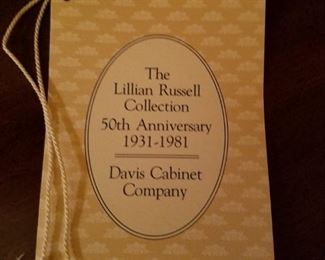 The
Lillian Russell
Collection
50th Anniversary
1931-1981
Davis Cabinet
Company